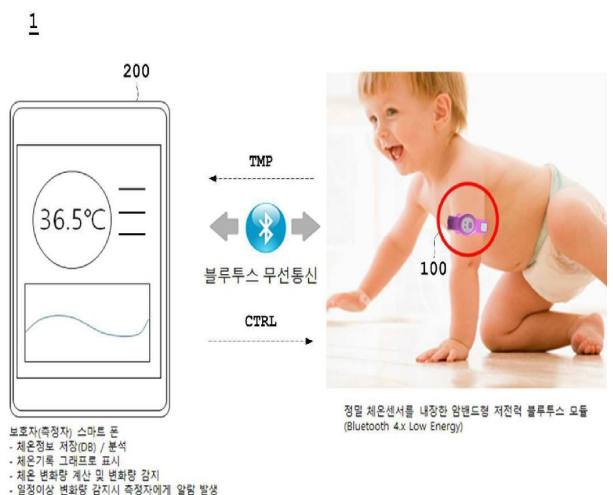 1
200
36.5℃
TMP
블루투스 무선통신
CTRL
100
보호자(측정자) 스마트 폰
- 체온정보 저장(DB) / 분석
- 체온기록 그래프로 표시
- 체온 변화량 계산 및 변화량 감지
- 일정이상 변화량 감지시 측정자에게 알람 발생
정밀 체온센서를 내장한 암밴드형 저전력 블루투스 모듈
(Bluetooth 4.x Low Energy)